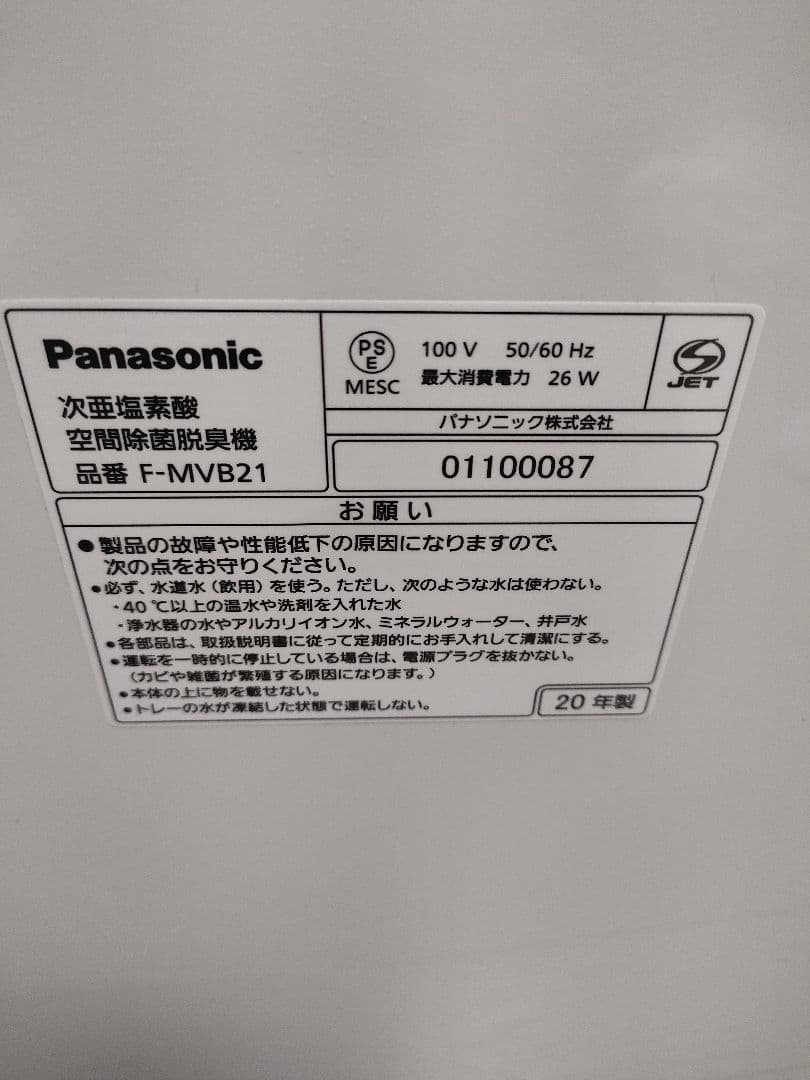 Panasonic
次亜塩素酸
空間除菌脱臭機
品番 F-MVB21
PS
E
MESC
100 V 50/60 Hz
最大消費電力 26 W
JET
パナソニック株式会社
01100087
お願い
●製品の故障や性能低下の原因になりますので、
次の点をお守りください。
●必ず、水道水(飲用)を使う。ただし、次のような水は使わない。
・40 ℃以上の温水や洗剤を入れた水
・浄水器の水やアルカリイオン水、ミネラルウォーター、井戸水
●各部品は、取扱説明書に従って定期的にお手入れして清潔にする。
●運転を一時的に停止している場合は、電源プラグを抜かない。
(カビや雑菌が繁殖する原因になります。)
●本体の上に物を載せない。
●トレーの水が凍結した状態で運転しない。
20 年製